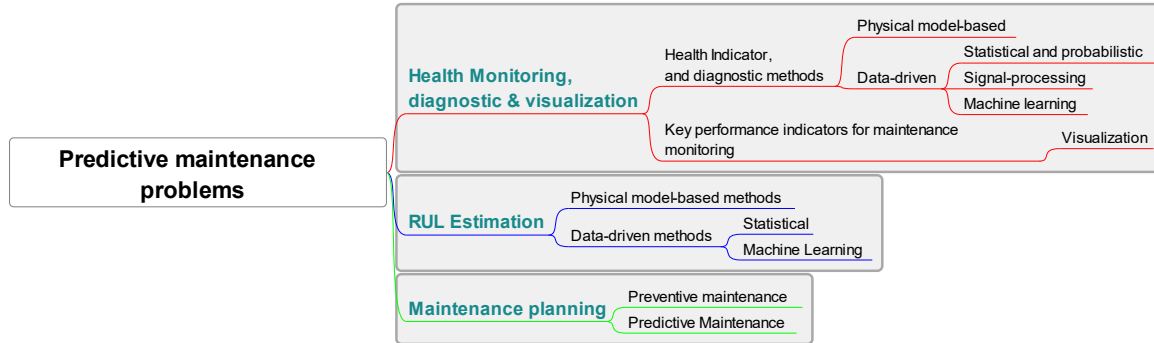 Predictive maintenance
problems
Health Monitoring,
diagnostic & visualization
Health Indicator,
and diagnostic methods
Physical model-based
Data-driven
Statistical and probabilistic
Signal-processing
Machine learning
Key performance indicators for maintenance
monitoring
Visualization
RUL Estimation
Physical model-based methods
Data-driven methods
Statistical
Machine Learning
Maintenance planning
Preventive maintenance
Predictive Maintenance